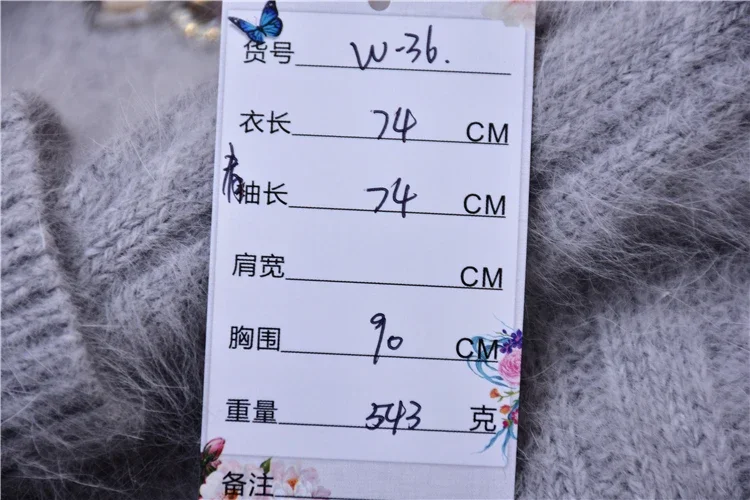 货号 W-36.
衣长 74 CM
着袖长 74 CM
肩宽 CM
胸围 90 CM
重量 543 克
备注